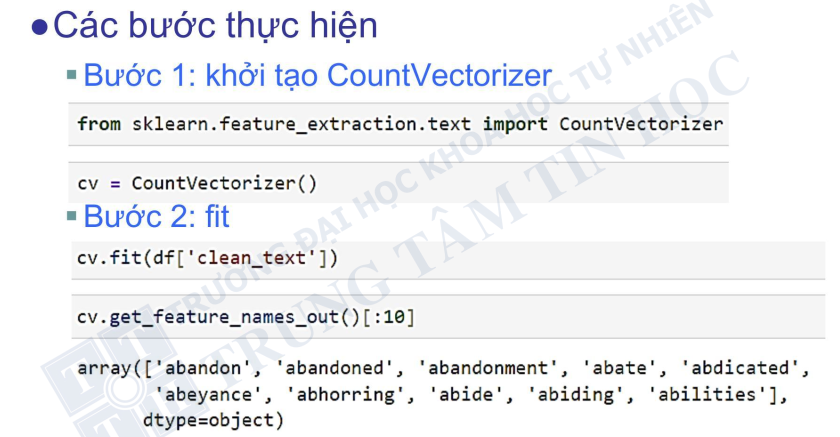 Các bước thực hiện
Bước 1: khởi tạo CountVectorizer
from sklearn.feature_extraction.text import CountVectorizer
cv = CountVectorizer()
Bước 2: fit
cv.fit(df['clean_text'])
cv.get_feature_names_out()[:10]
array(['abandon', 'abandoned', 'abandonment', 'abate', 'abdicated',
'abeyance', 'abhorring', 'abide', 'abiding', 'abilities'],
dtype=object)
TRƯỜNG ĐẠI HỌC KHOA HỌC TỰ NHIÊN
TRUNG TÂM TIN HỌC